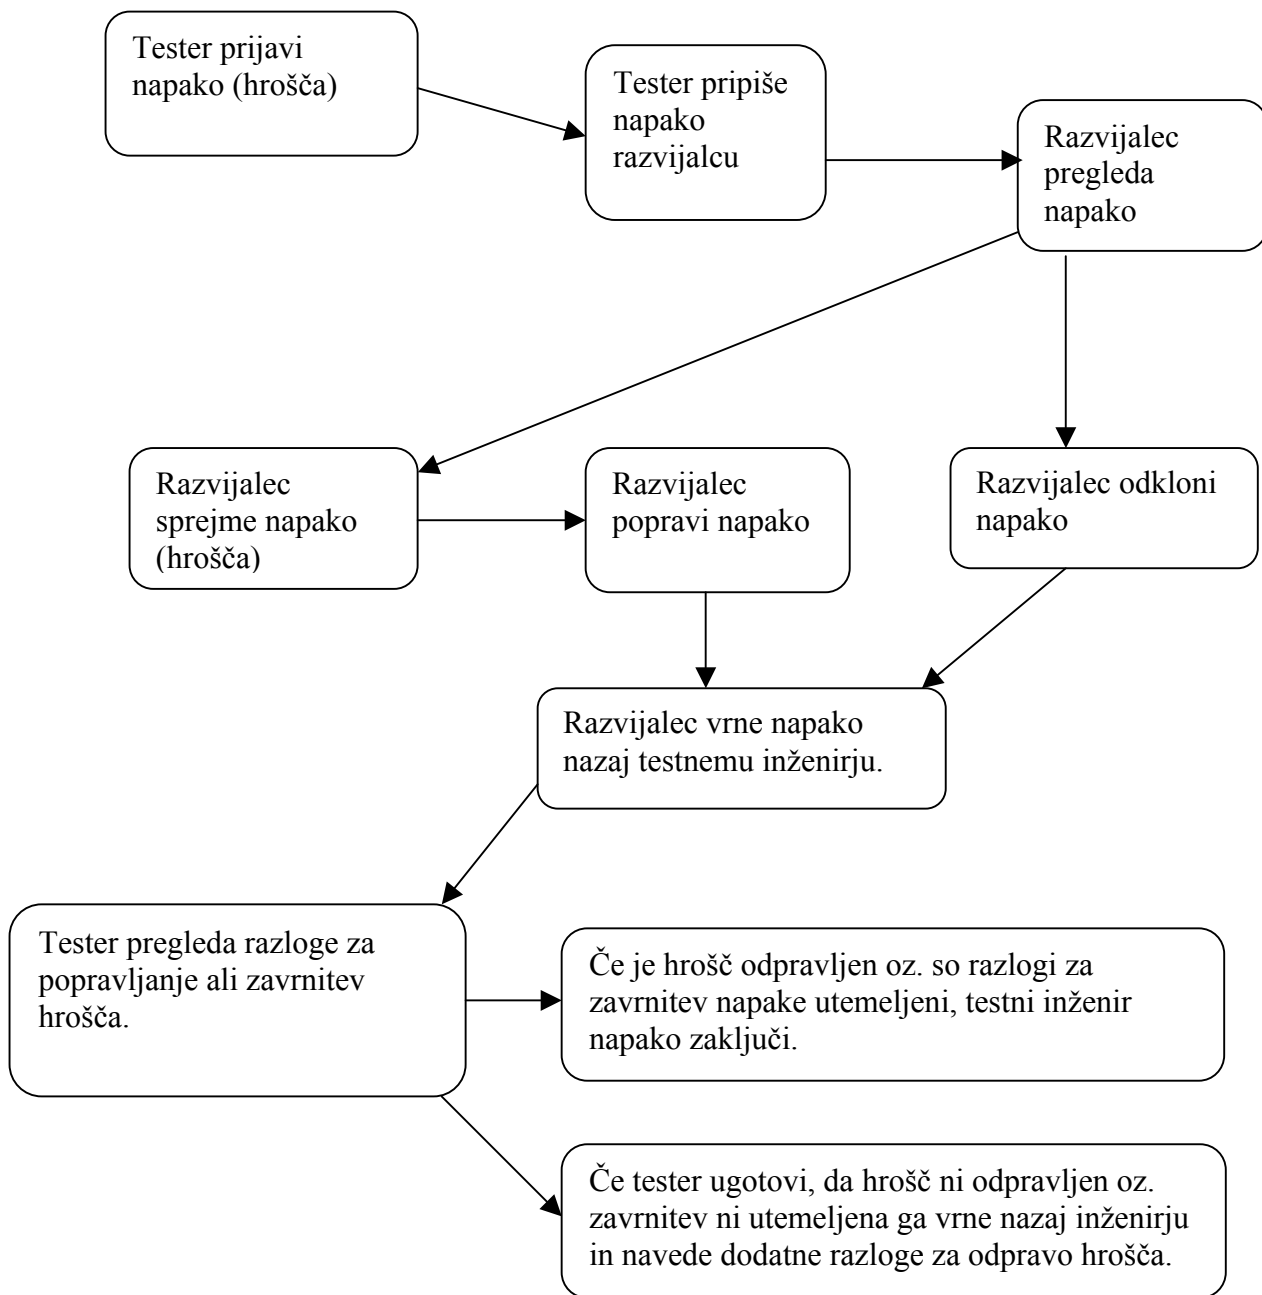 Tester prijavi
napako (hrošča)
Tester pripiše
napako
razvijalcu
Razvijalec
pregleda
napako
Razvijalec
sprejme napako
(hrošča)
Razvijalec
popravi napako
Razvijalec odkloni
napako
Razvijalec vrne napako
nazaj testnemu inženirju.
Tester pregleda razloge za
popravljanje ali zavrnitev
hrošča.
Če je hrošč odpravljen oz. so razlogi za
zavrnitev napake utemeljeni, testni inženir
napako zaključi.
Če tester ugotovi, da hrošč ni odpravljen oz.
zavrnitev ni utemeljena ga vrne nazaj inženirju
in navede dodatne razloge za odpravo hrošča.